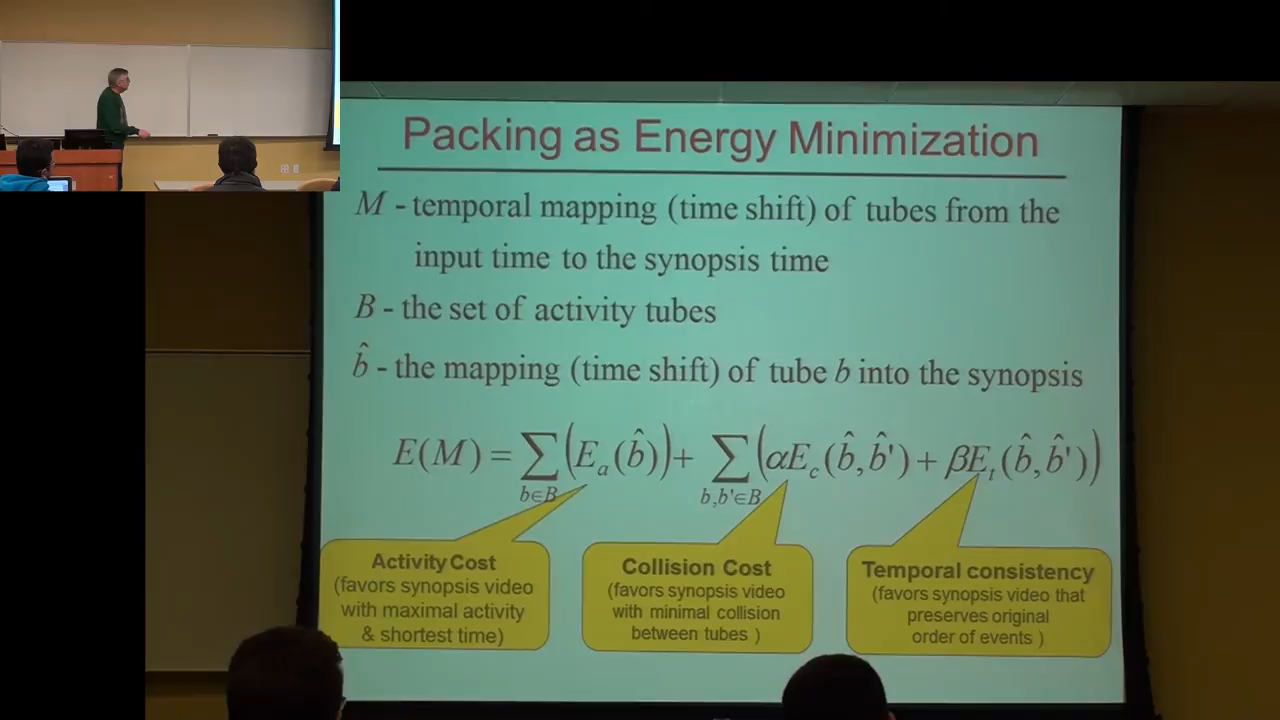 Packing as Energy Minimization
M - temporal mapping (time shift) of tubes from the
input time to the synopsis time
B - the set of activity tubes
b̂ - the mapping (time shift) of tube b into the synopsis
E(M) = ∑_{b∈B} (E_a(b̂)) + ∑_{b,b'∈B} (αE_c(b̂,b̂') + βE_t(b̂,b̂'))
Activity Cost
(favors synopsis video
with maximal activity
& shortest time)
Collision Cost
(favors synopsis video
with minimal collision
between tubes )
Temporal consistency
(favors synopsis video that
preserves original
order of events )